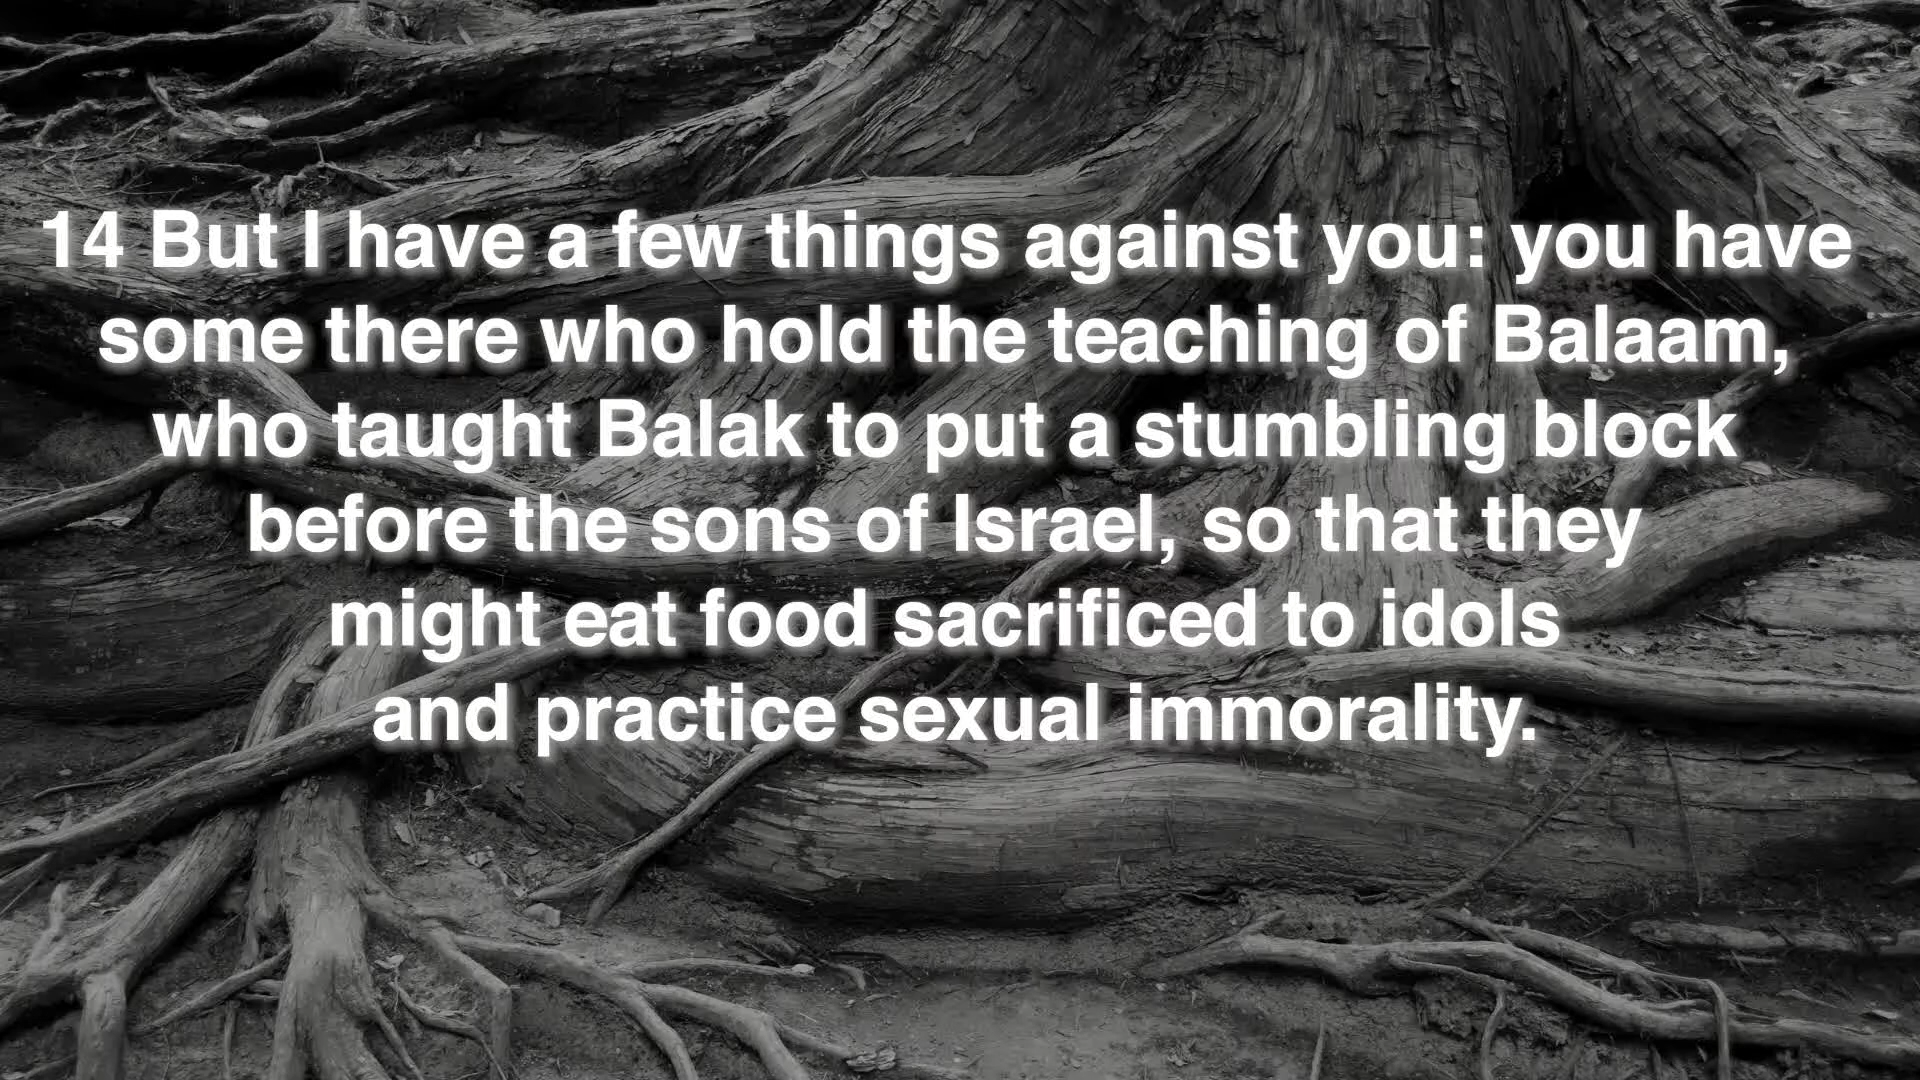 14 But I have a few things against you: you have
some there who hold the teaching of Balaam,
who taught Balak to put a stumbling block
before the sons of Israel, so that they
might eat food sacrificed to idols
and practice sexual immorality.